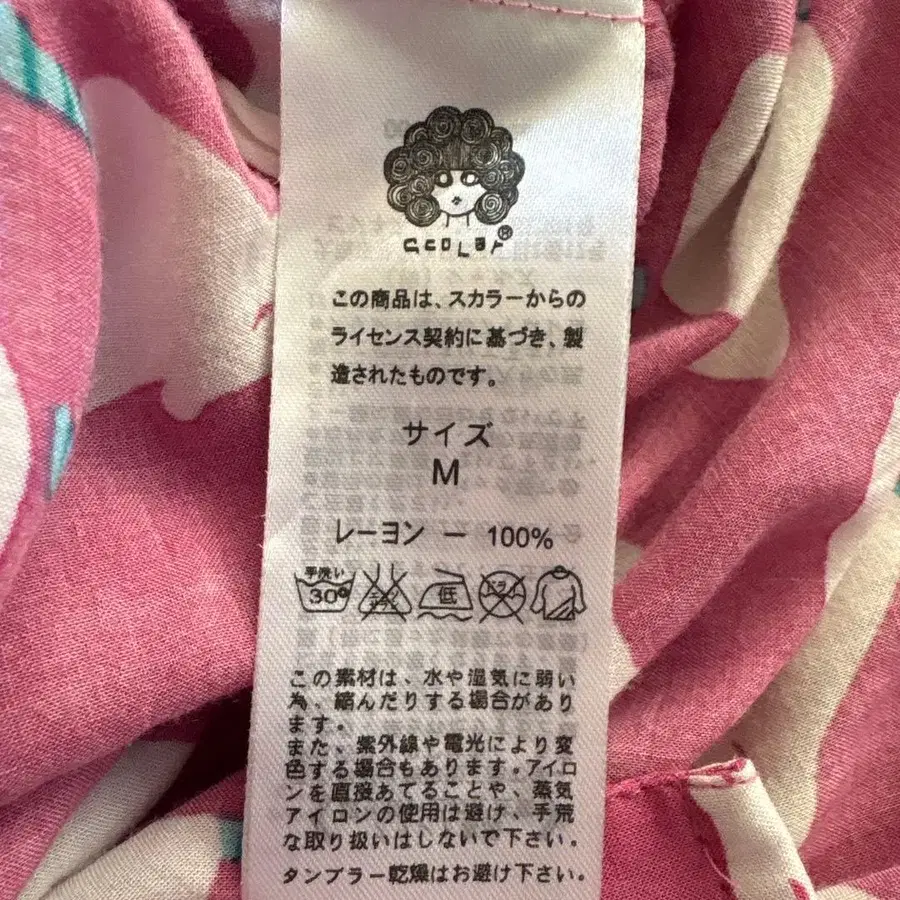 ScoLar®
この商品は、スカラーからの
ライセンス契約に基づき、製
造されたものです。
サイズ
M
レーヨン ー 100%
手洗い
30°
低
ドライ
この素材は、水や湿気に弱い
為、縮んだりする場合があり
ます。
また、紫外線や電光により変
色する場合もあります。アイロ
ンを直接あてることや、蒸気
アイロンの使用は避け、手荒
な取り扱いはしないで下さい。
タンブラー乾燥はお避け下さい。